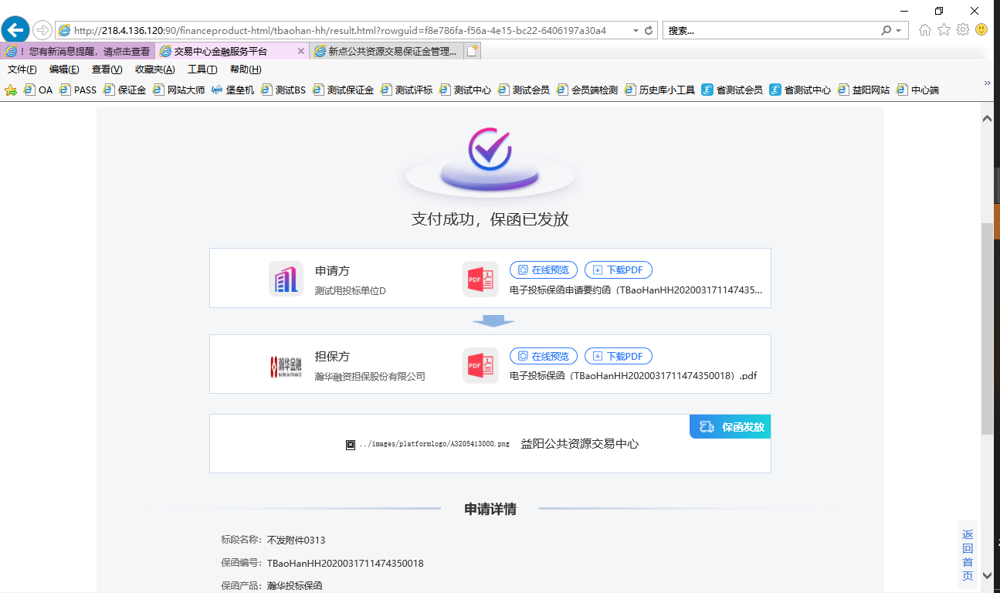 http://218.4.136.120:90/financeproduct-html/tbaohan-hh/result.html?rowguid=f8e786fa-f56a-4e15-bc22-6406197a30a4
搜索...
！您有新消息提醒，请点击查看
交易中心金融服务平台
新点公共资源交易保证金管理...
文件(F) 编辑(E) 查看(V) 收藏夹(A) 工具(T) 帮助(H)
OA PASS 保证金 网站大师 堡垒机 测试BS 测试保证金 测试评标 测试中心 测试会员 会员端检测 历史库小工具 省测试会员 省测试中心 益阳网站 中心端
支付成功，保函已发放
申请方
测试用投标单位D
PDF
在线预览 下载PDF
电子投标保函申请要约函（TBaoHanHH202003171147435...
瀚华金融
HANHUA FINANCE
担保方
瀚华融资担保股份有限公司
PDF
在线预览 下载PDF
电子投标保函（TBaoHanHH2020031711474350018）.pdf
保函发放
../images/platformlogo/A3205413000.png 益阳公共资源交易中心
申请详情
标段名称：不发附件0313
保函编号：TBaoHanHH2020031711474350018
保函产品：瀚华投标保函
返
回
首
页